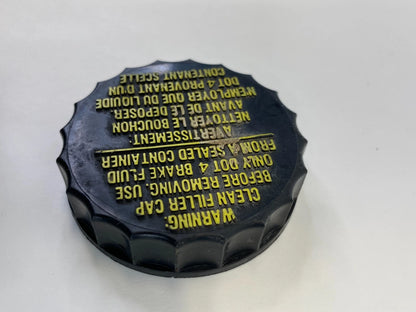 WARNING:
CLEAN FILLER CAP
BEFORE REMOVING. USE
ONLY DOT 4 BRAKE FLUID
FROM A SEALED CONTAINER
AVERTISSEMENT:
NETTOYER LE BOUCHON
AVANT DE LE DEPOSER.
N'EMPLOYER QUE DU LIQUIDE
DOT 4 PROVENANT D'UN
CONTENANT SCELLE